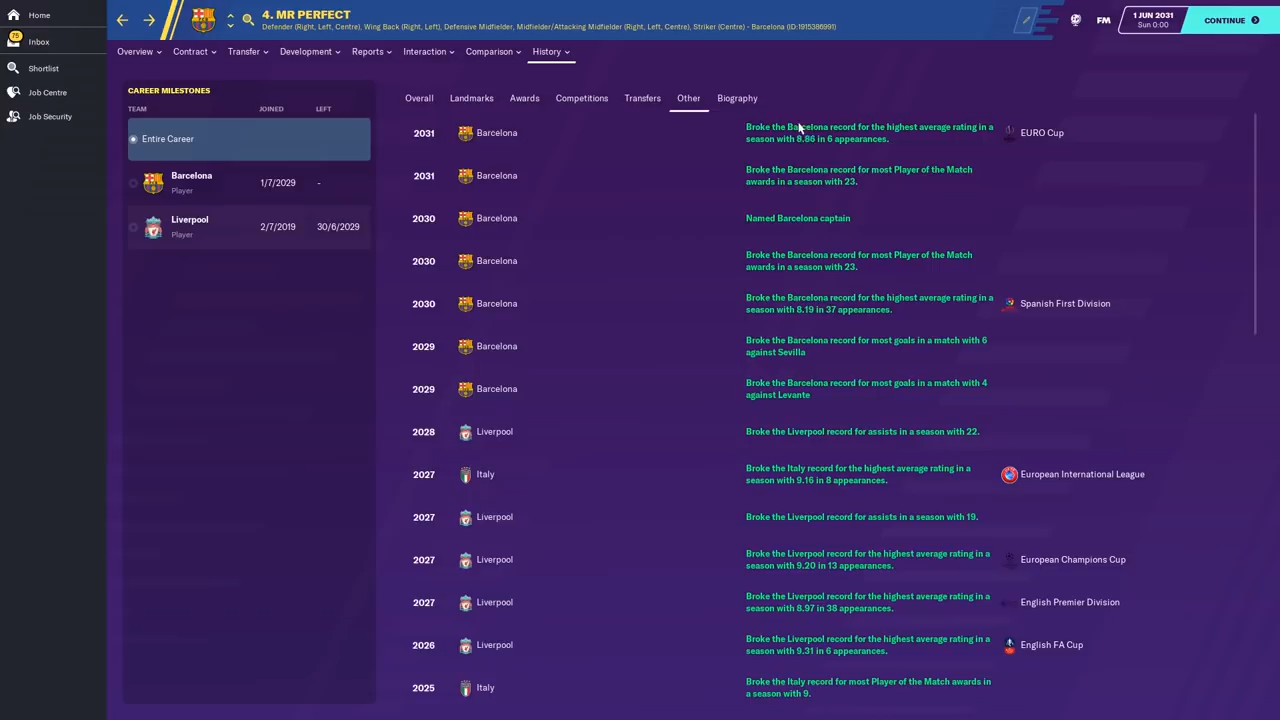 Home
75
Inbox
Shortlist
Job Centre
Job Security
4. MR PERFECT
Defender (Right, Left, Centre), Wing Back (Right, Left), Defensive Midfielder, Midfielder/Attacking Midfielder (Right, Left, Centre), Striker (Centre) - Barcelona (ID:1915386991)
FM
1 JUN 2031
Sun 0:00
CONTINUE
Overview
Contract
Transfer
Development
Reports
Interaction
Comparison
History
CAREER MILESTONES
TEAM JOINED LEFT
Entire Career
Barcelona
Player
1/7/2029 -
Liverpool
Player
2/7/2019 30/6/2029
Overall
Landmarks
Awards
Competitions
Transfers
Other
Biography
2031 Barcelona Broke the Barcelona record for the highest average rating in a
season with 8.86 in 6 appearances. EURO Cup
2031 Barcelona Broke the Barcelona record for most Player of the Match
awards in a season with 23.
2030 Barcelona Named Barcelona captain
2030 Barcelona Broke the Barcelona record for most Player of the Match
awards in a season with 23.
2030 Barcelona Broke the Barcelona record for the highest average rating in a
season with 8.19 in 37 appearances. Spanish First Division
2029 Barcelona Broke the Barcelona record for most goals in a match with 6
against Sevilla
2029 Barcelona Broke the Barcelona record for most goals in a match with 4
against Levante
2028 Liverpool Broke the Liverpool record for assists in a season with 22.
2027 Italy Broke the Italy record for the highest average rating in a
season with 9.16 in 8 appearances. European International League
2027 Liverpool Broke the Liverpool record for assists in a season with 19.
2027 Liverpool Broke the Liverpool record for the highest average rating in a
season with 9.20 in 13 appearances. European Champions Cup
2027 Liverpool Broke the Liverpool record for the highest average rating in a
season with 8.97 in 38 appearances. English Premier Division
2026 Liverpool Broke the Liverpool record for the highest average rating in a
season with 9.31 in 6 appearances. English FA Cup
2025 Italy Broke the Italy record for most Player of the Match awards in
a season with 9.